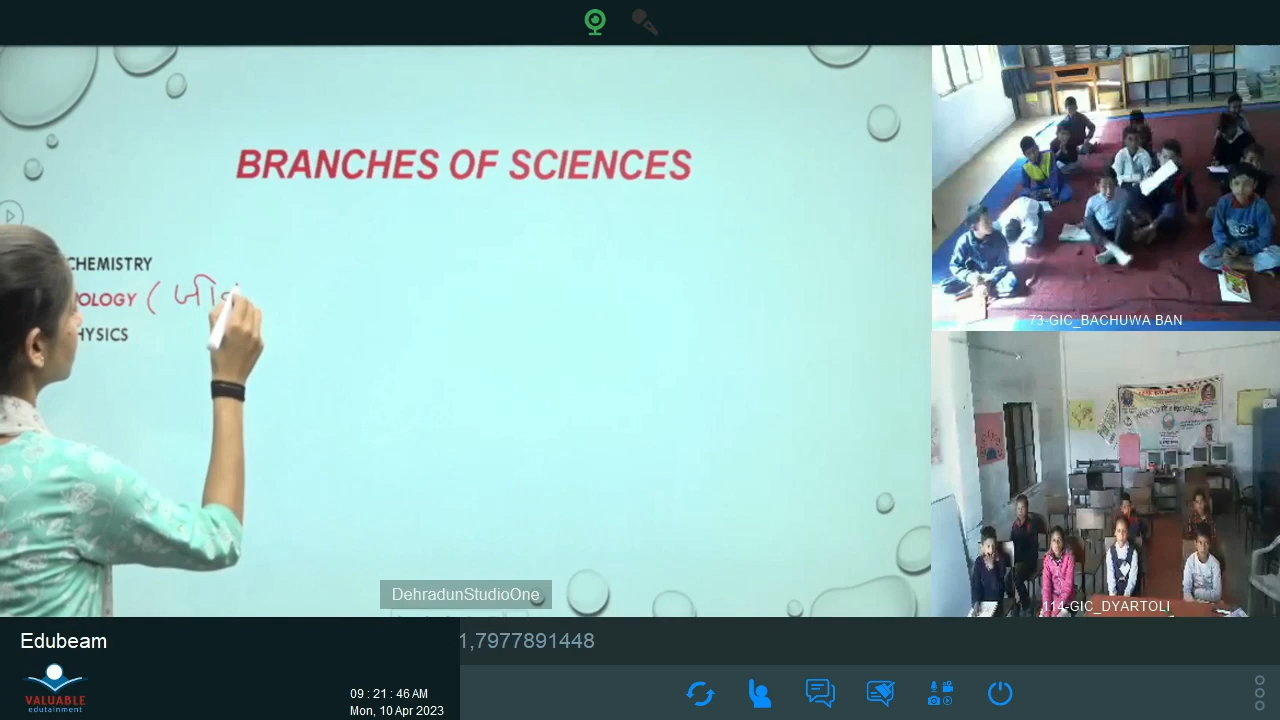 BRANCHES OF SCIENCES
CHEMISTRY
OLOGY ( जी
HYSICS
DehradunStudioOne
73-GIC_BACHUWA BAN
114-GIC_DYARTOLI
Edubeam
1,7977891448
VALUABLE
edutainment
09 : 21 : 46 AM
Mon, 10 Apr 2023